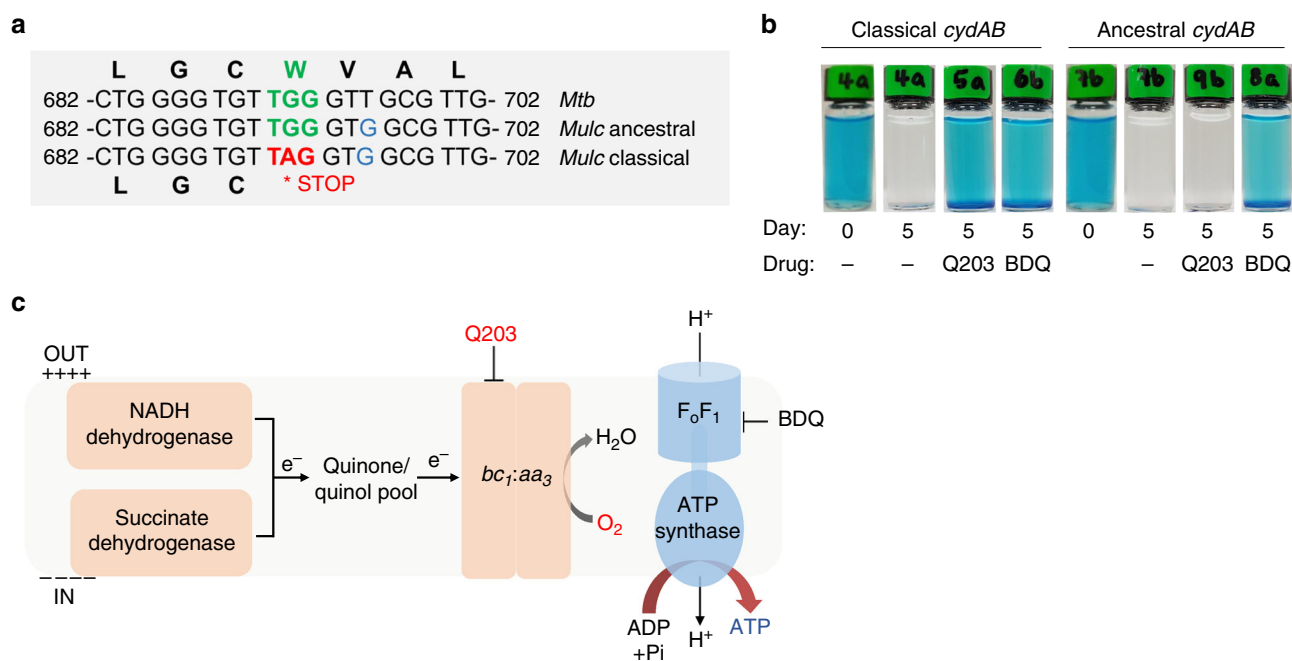 a
L G C W V A L
682 -CTG GGG TGT TGG GTT GCG TTG- 702 Mtb
682 -CTG GGG TGT TGG GTG GCG TTG- 702 Mulc ancestral
682 -CTG GGG TGT TAG GTG GCG TTG- 702 Mulc classical
L G C * STOP
b
Classical cydAB Ancestral cydAB
4a 4a 5a 6b 7b 7b 9b 8a
Day: 0 5 5 5 0 5 5 5
Drug: – – Q203 BDQ – Q203 BDQ
c
OUT
++++
NADH
dehydrogenase
Succinate
dehydrogenase
– – – –
IN
e–
Quinone/
quinol pool
e–
Q203
bc1:aa3
H2O
O2
H+
FoF1
BDQ
ATP
synthase
ADP
+Pi
H+
ATP